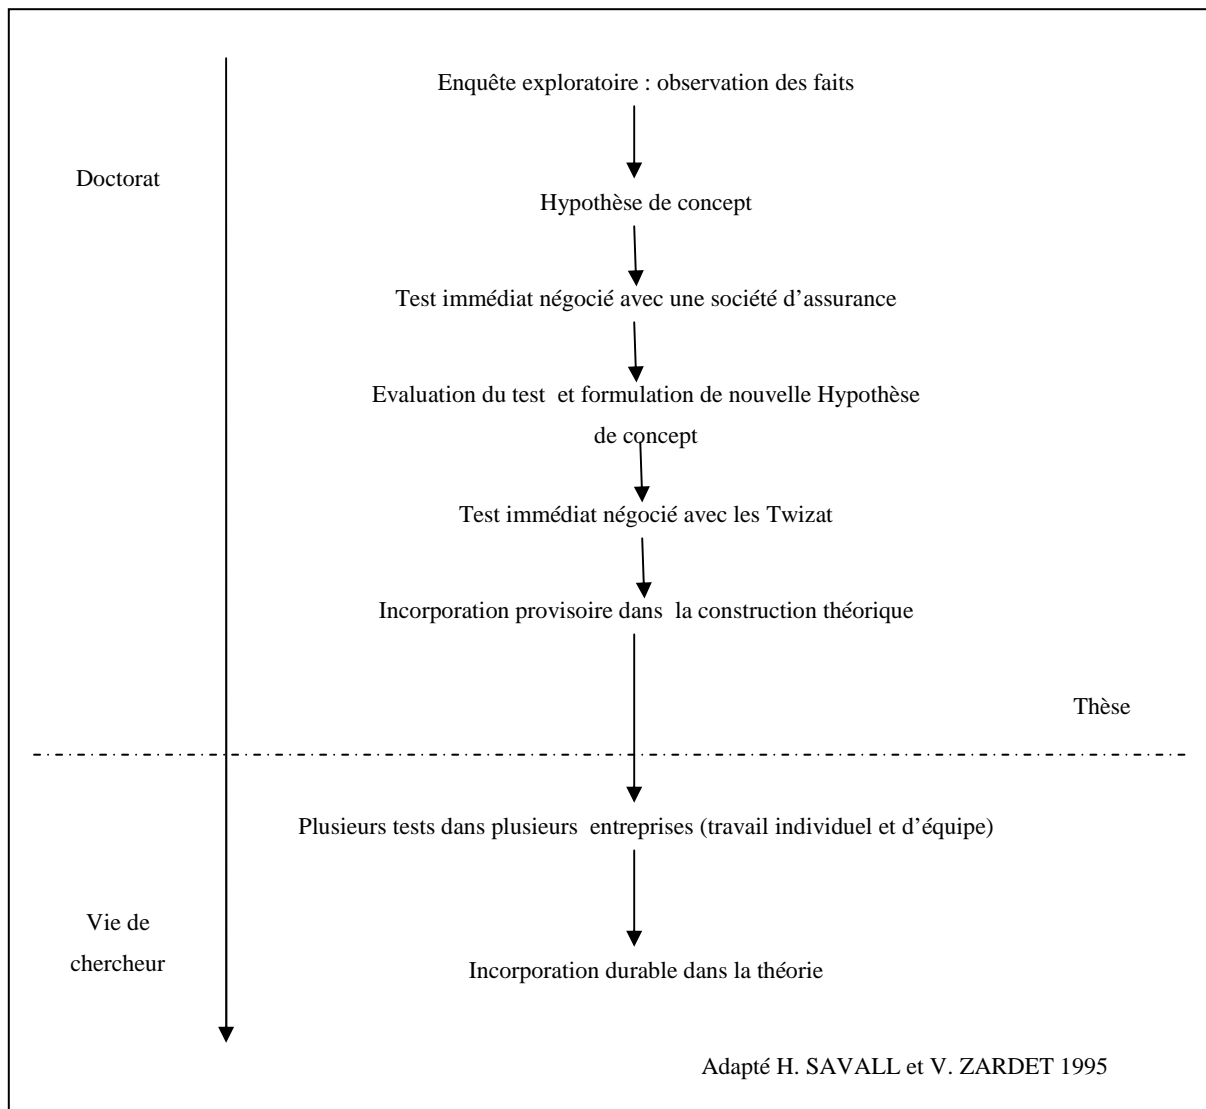 Enquête exploratoire : observation des faits
Doctorat
Hypothèse de concept
Test immédiat négocié avec une société d’assurance
Evaluation du test et formulation de nouvelle Hypothèse
de concept
Test immédiat négocié avec les Twizat
Incorporation provisoire dans la construction théorique
Thèse
Plusieurs tests dans plusieurs entreprises (travail individuel et d’équipe)
Vie de
chercheur
Incorporation durable dans la théorie
Adapté H. SAVALL et V. ZARDET 1995